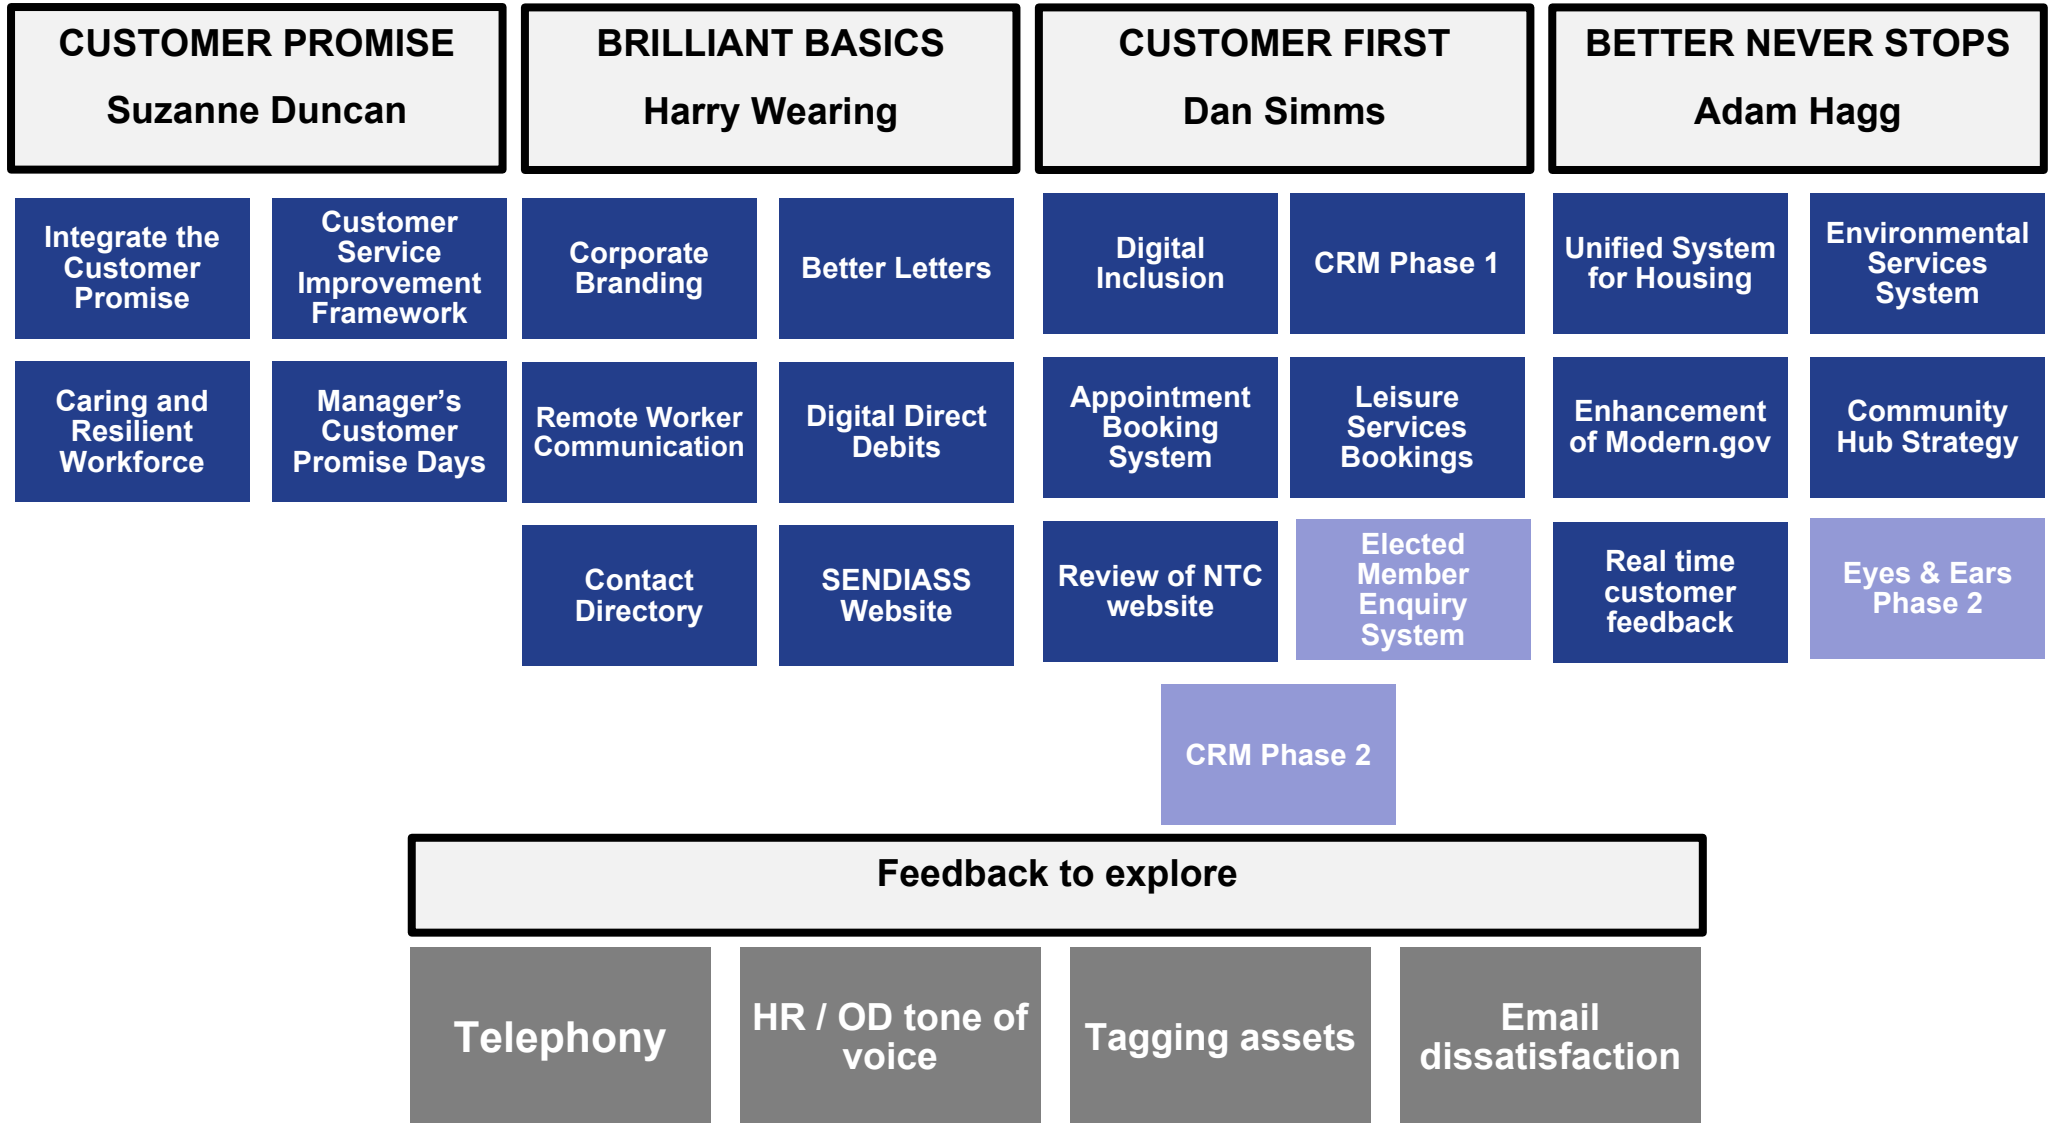 CUSTOMER PROMISE
Suzanne Duncan
BRILLIANT BASICS
Harry Wearing
CUSTOMER FIRST
Dan Simms
BETTER NEVER STOPS
Adam Hagg
Integrate the
Customer
Promise
Customer
Service
Improvement
Framework
Caring and
Resilient
Workforce
Manager’s
Customer
Promise Days
Corporate
Branding
Better Letters
Remote Worker
Communication
Digital Direct
Debits
Contact
Directory
SENDIASS
Website
Digital
Inclusion
CRM Phase 1
Appointment
Booking
System
Leisure
Services
Bookings
Review of NTC
website
Elected
Member
Enquiry
System
CRM Phase 2
Unified System
for Housing
Environmental
Services
System
Enhancement
of Modern.gov
Community
Hub Strategy
Real time
customer
feedback
Eyes & Ears
Phase 2
Feedback to explore
Telephony
HR / OD tone of
voice
Tagging assets
Email
dissatisfaction